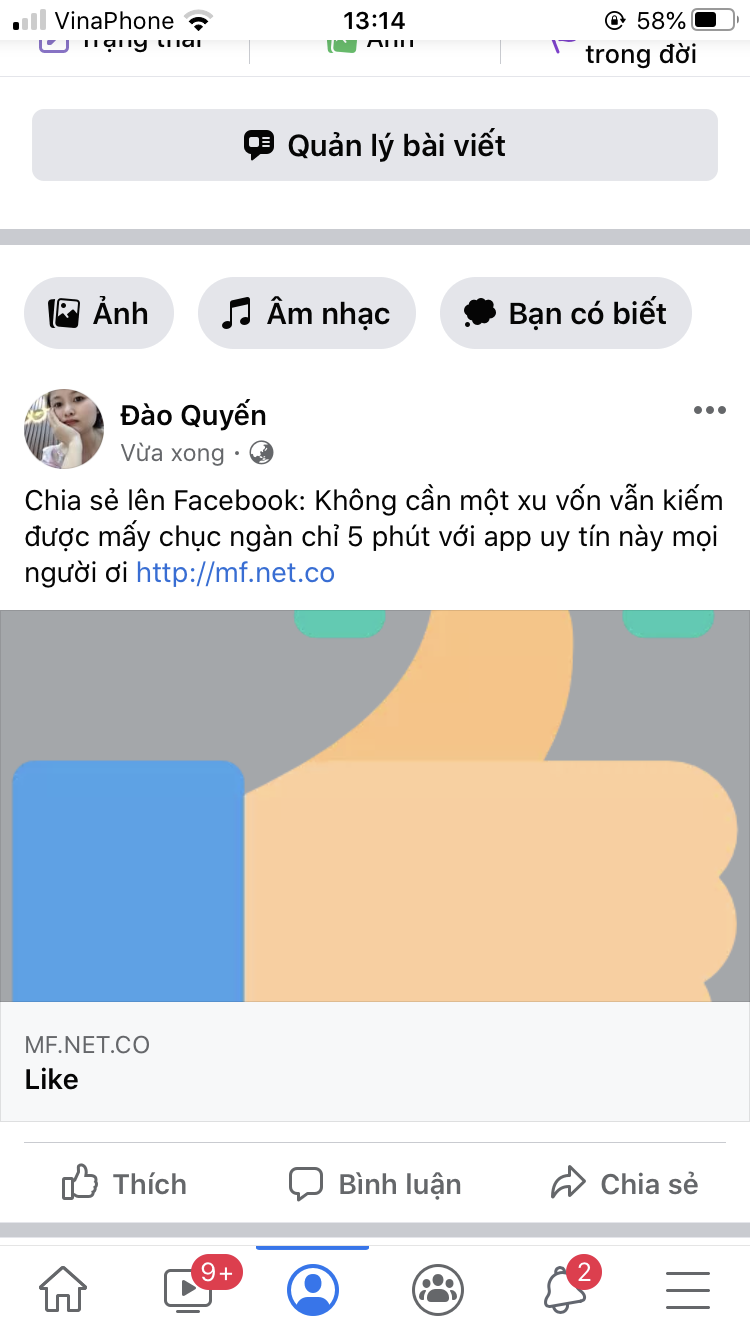 VinaPhone 13:14 58%
Trạng thái Ảnh
trong đời
Quản lý bài viết
Ảnh Âm nhạc Bạn có biết
Đào Quyến
Vừa xong ·
Chia sẻ lên Facebook: Không cần một xu vốn vẫn kiếm
được mấy chục ngàn chỉ 5 phút với app uy tín này mọi
người ơi http://mf.net.co
MF.NET.CO
Like
Thích Bình luận Chia sẻ
9+ 2